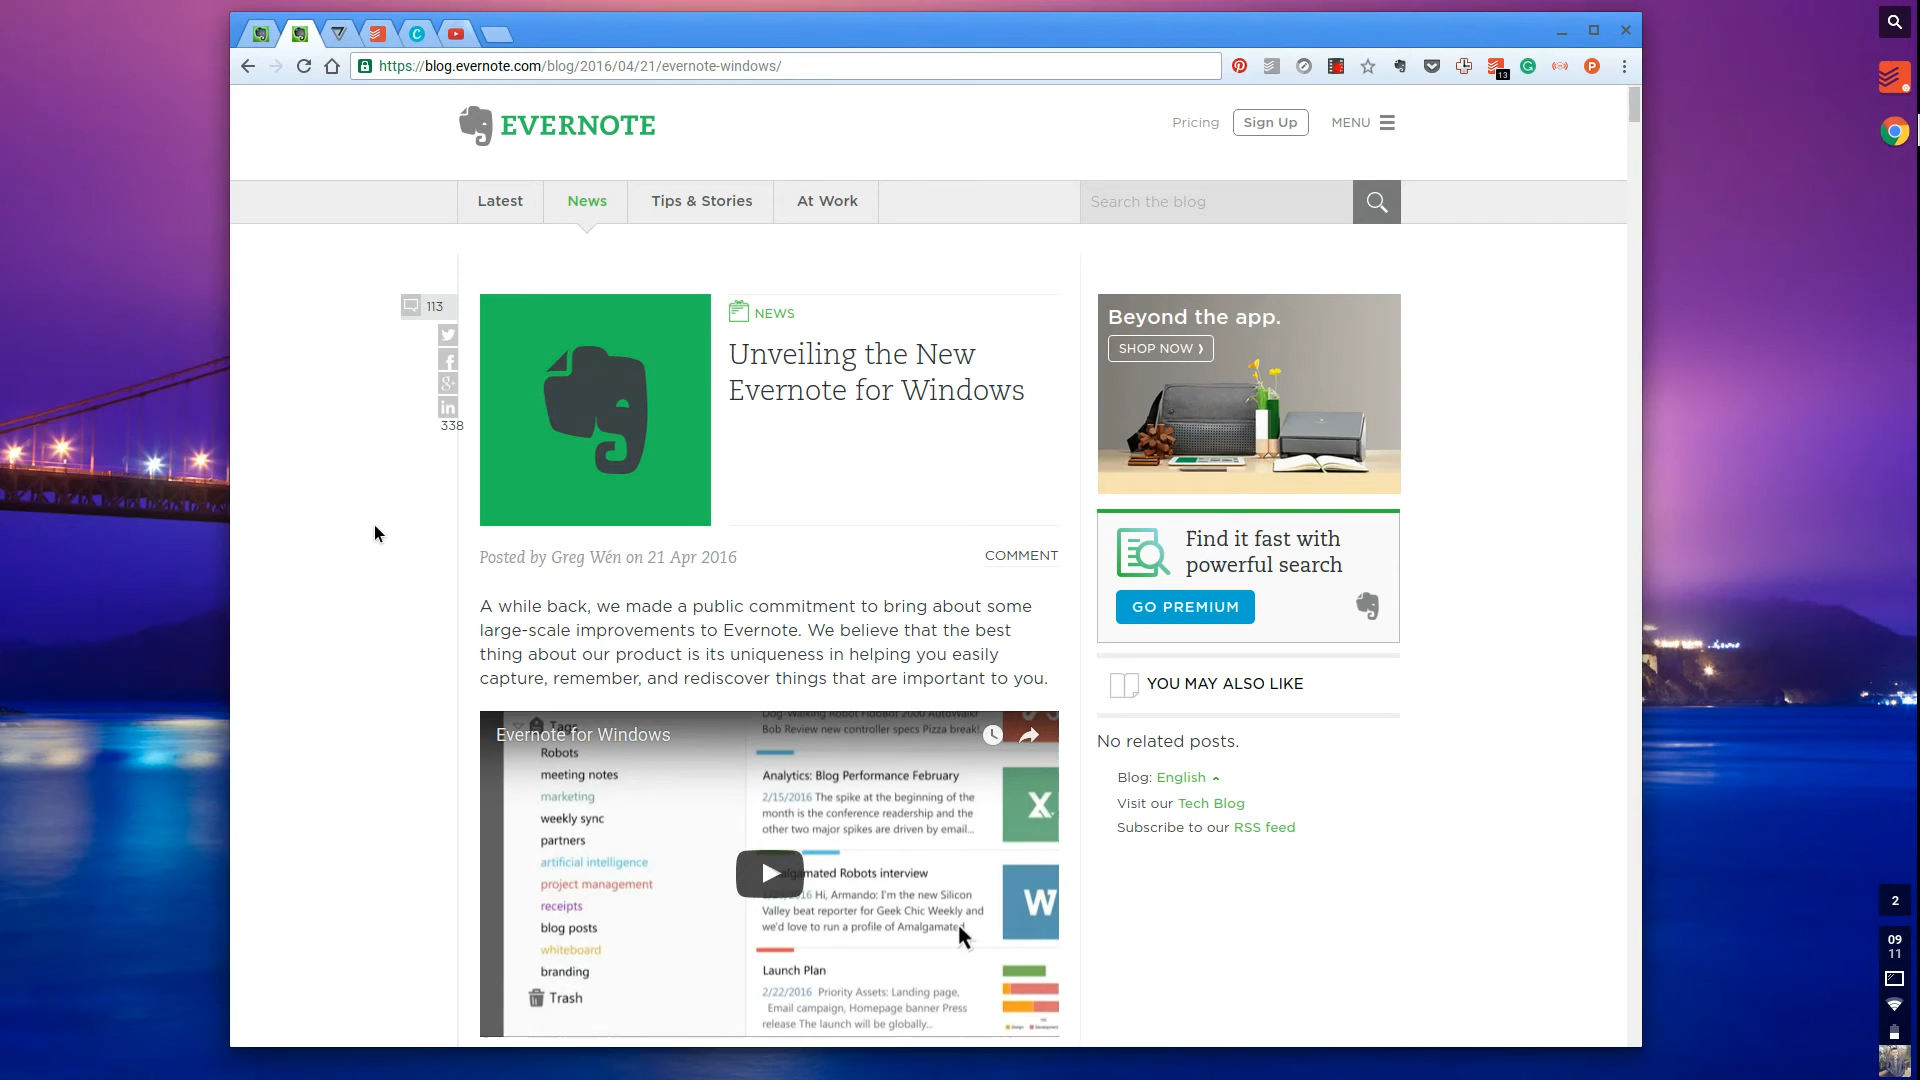 https://blog.evernote.com/blog/2016/04/21/evernote-windows/
13
EVERNOTE
Pricing
Sign Up
MENU
Latest
News
Tips & Stories
At Work
Search the blog
113
338
NEWS
Unveiling the New
Evernote for Windows
Posted by Greg Wén on 21 Apr 2016
COMMENT
A while back, we made a public commitment to bring about some
large-scale improvements to Evernote. We believe that the best
thing about our product is its uniqueness in helping you easily
capture, remember, and rediscover things that are important to you.
Evernote for Windows
Tags
Robots
meeting notes
marketing
weekly sync
partners
artificial intelligence
project management
receipts
blog posts
whiteboard
branding
Trash
Dog-Walking Robot FidoBot 2000 AutoWalk!
Bob Review new controller specs Pizza break!
Analytics: Blog Performance February
2/15/2016 The spike at the beginning of the
month is the conference readership and the
other two major spikes are driven by email...
X
Amalgamated Robots interview
Hi, Armando: I'm the new Silicon
Valley beat reporter for Geek Chic Weekly and
we'd love to run a profile of Amalgamated
W
Launch Plan
2/22/2016 Priority Assets: Landing page,
Email campaign, Homepage banner Press
release The launch will be globally...
Beyond the app.
SHOP NOW ›
Find it fast with
powerful search
GO PREMIUM
YOU MAY ALSO LIKE
No related posts.
Blog: English
Visit our Tech Blog
Subscribe to our RSS feed
2
09
11